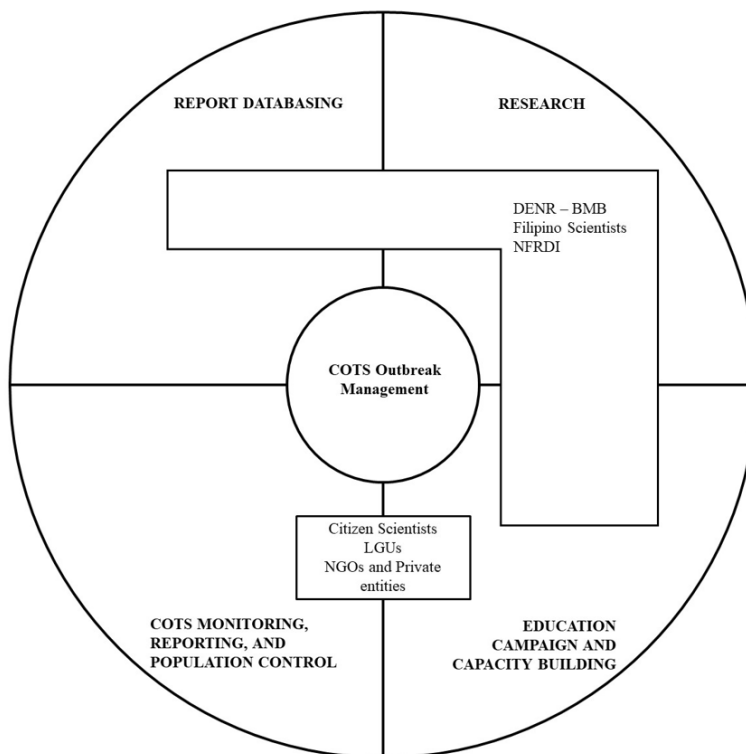 REPORT DATABASING
RESEARCH
DENR – BMB
Filipino Scientists
NFRDI
COTS Outbreak
Management
Citizen Scientists
LGUs
NGOs and Private
entities
COTS MONITORING,
REPORTING, AND
POPULATION CONTROL
EDUCATION
CAMPAIGN AND
CAPACITY BUILDING